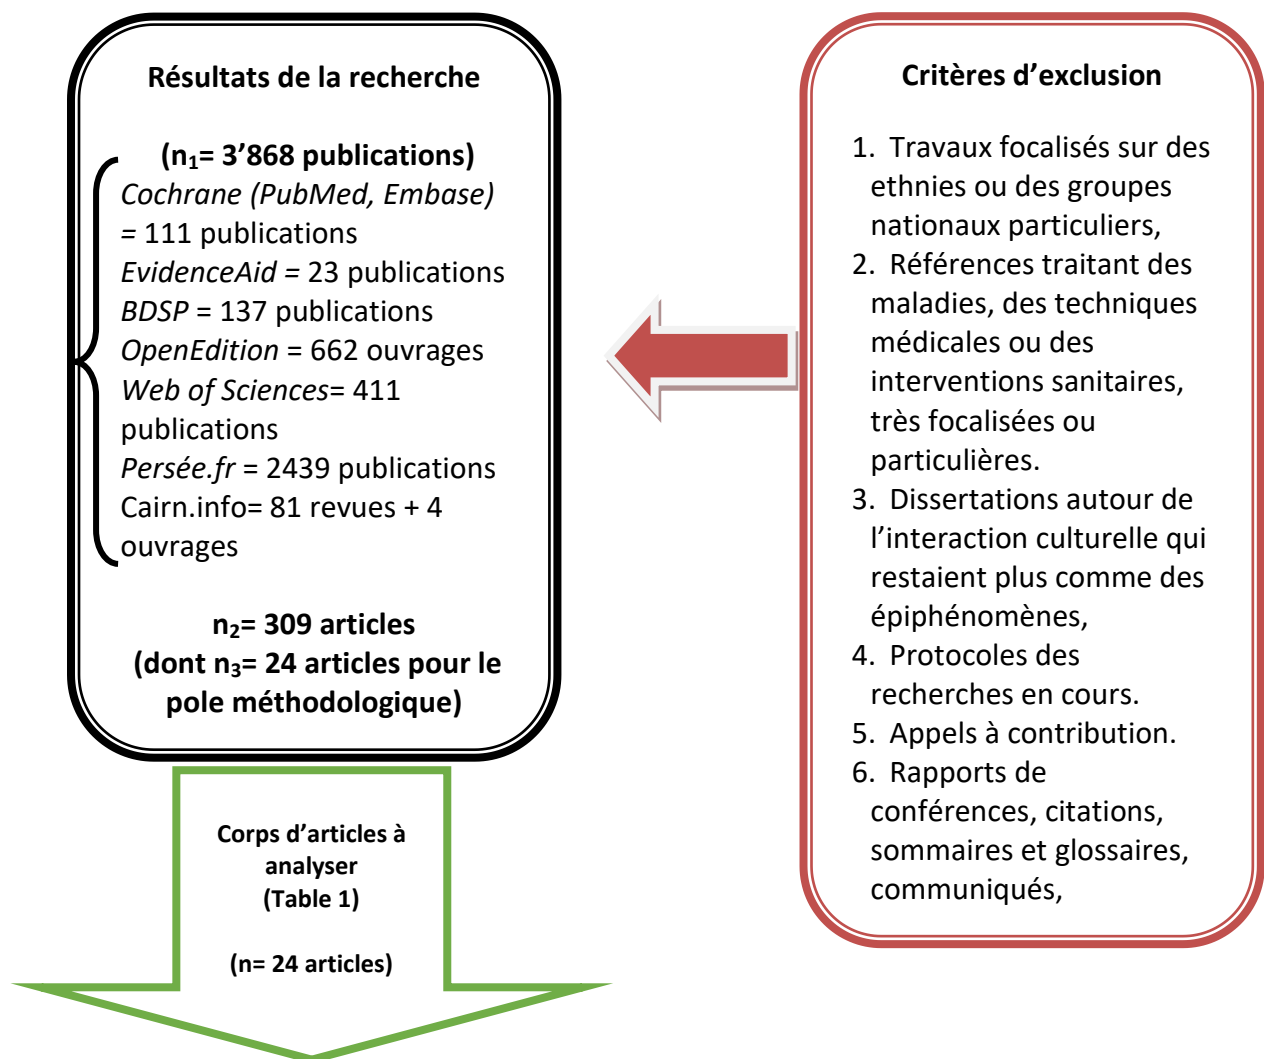 Résultats de la recherche
(n₁= 3’868 publications)
Cochrane (PubMed, Embase)
= 111 publications
EvidenceAid = 23 publications
BDSP = 137 publications
OpenEdition = 662 ouvrages
Web of Sciences= 411
publications
Persée.fr = 2439 publications
Cairn.info= 81 revues + 4
ouvrages
n₂= 309 articles
(dont n₃= 24 articles pour le
pole méthodologique)
Corps d’articles à
analyser
(Table 1)
(n= 24 articles)
Critères d’exclusion
1. Travaux focalisés sur des
ethnies ou des groupes
nationaux particuliers,
2. Références traitant des
maladies, des techniques
médicales ou des
interventions sanitaires,
très focalisées ou
particulières.
3. Dissertations autour de
l’interaction culturelle qui
restaient plus comme des
épiphénomènes,
4. Protocoles des
recherches en cours.
5. Appels à contribution.
6. Rapports de
conférences, citations,
sommaires et glossaires,
communiqués,